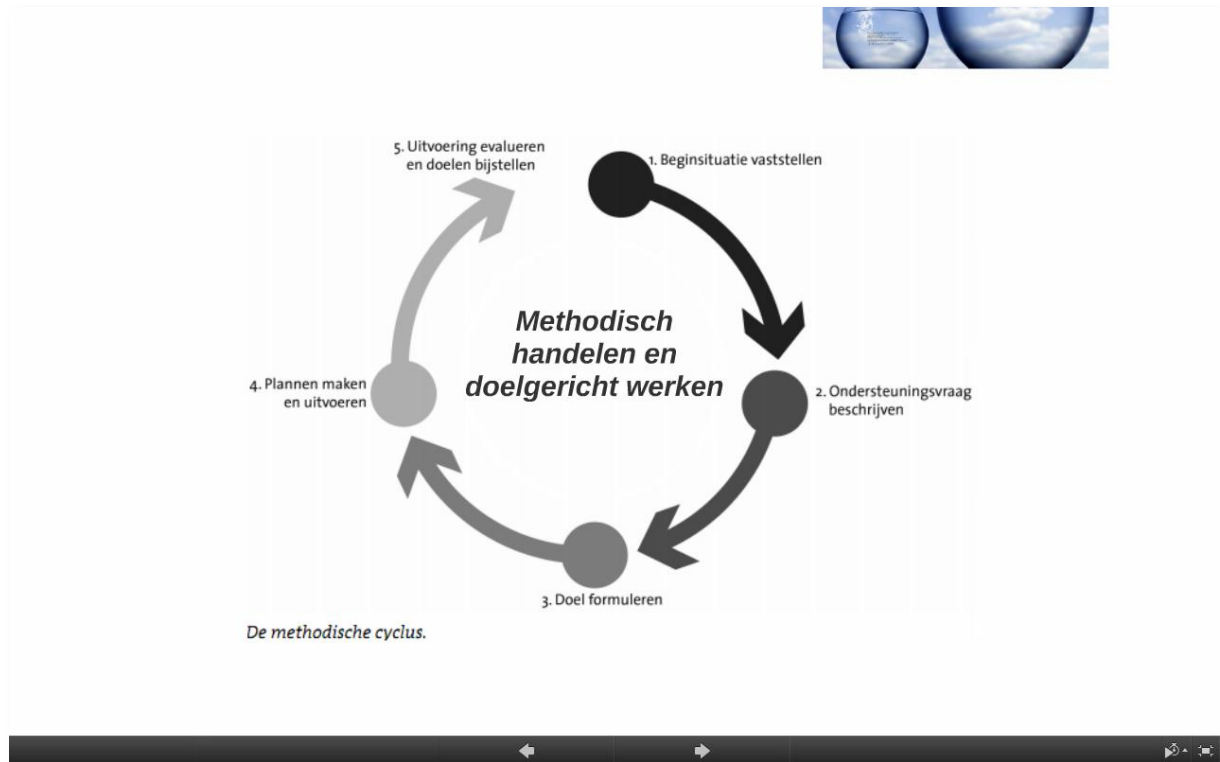 5. Uitvoering evalueren
en doelen bijstellen
1. Beginsituatie vaststellen
Methodisch
handelen en
doelgericht werken
4. Plannen maken
en uitvoeren
2. Ondersteuningsvraag
beschrijven
3. Doel formuleren
De methodische cyclus.